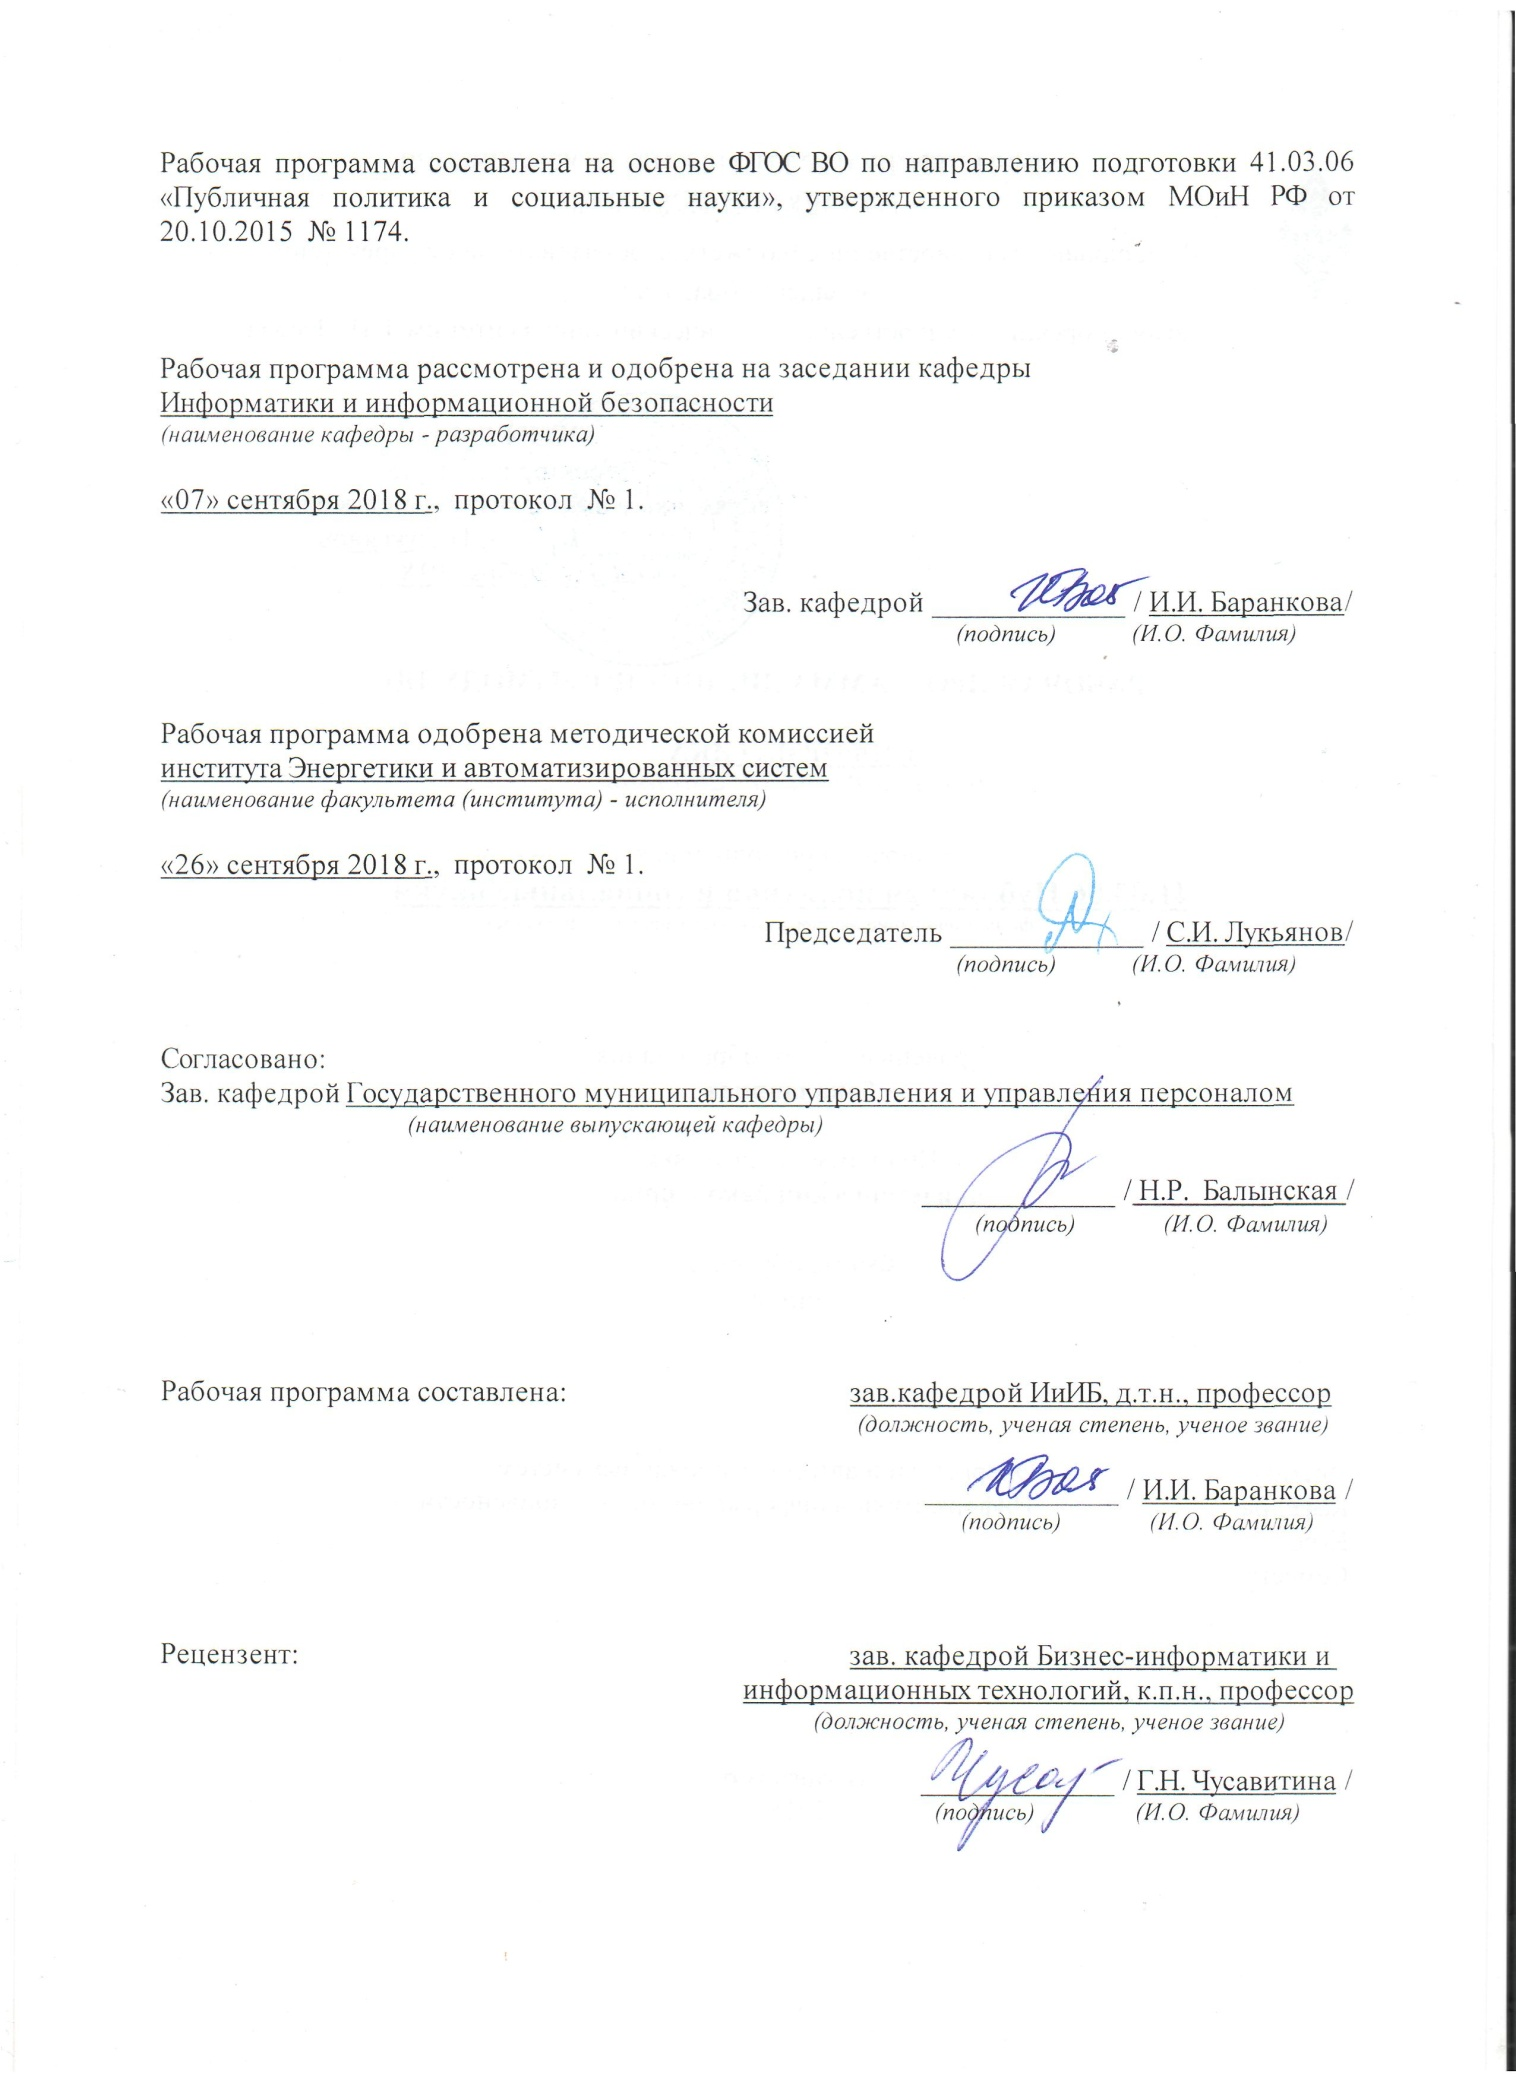 Рабочая программа составлена на основе ФГОС ВО по направлению подготовки 41.03.06
«Публичная политика и социальные науки», утвержденного приказом МОиН РФ от
20.10.2015 № 1174.
Рабочая программа рассмотрена и одобрена на заседании кафедры
Информатики и информационной безопасности
(наименование кафедры - разработчика)
«07» сентября 2018 г., протокол № 1.
Зав. кафедрой ______________ / И.И. Баранкова/
(подпись) (И.О. Фамилия)
Рабочая программа одобрена методической комиссией
института Энергетики и автоматизированных систем
(наименование факультета (института) - исполнителя)
«26» сентября 2018 г., протокол № 1.
Председатель ______________ / С.И. Лукьянов/
(подпись) (И.О. Фамилия)
Согласовано:
Зав. кафедрой Государственного муниципального управления и управления персоналом
(наименование выпускающей кафедры)
______________ / Н.Р. Балынская /
(подпись) (И.О. Фамилия)
Рабочая программа составлена: зав.кафедрой ИиИБ, д.т.н., профессор
(должность, ученая степень, ученое звание)
______________ / И.И. Баранкова /
(подпись) (И.О. Фамилия)
Рецензент: зав. кафедрой Бизнес-информатики и
информационных технологий, к.п.н., профессор
(должность, ученая степень, ученое звание)
______________ / Г.Н. Чусавитина /
(подпись) (И.О. Фамилия)